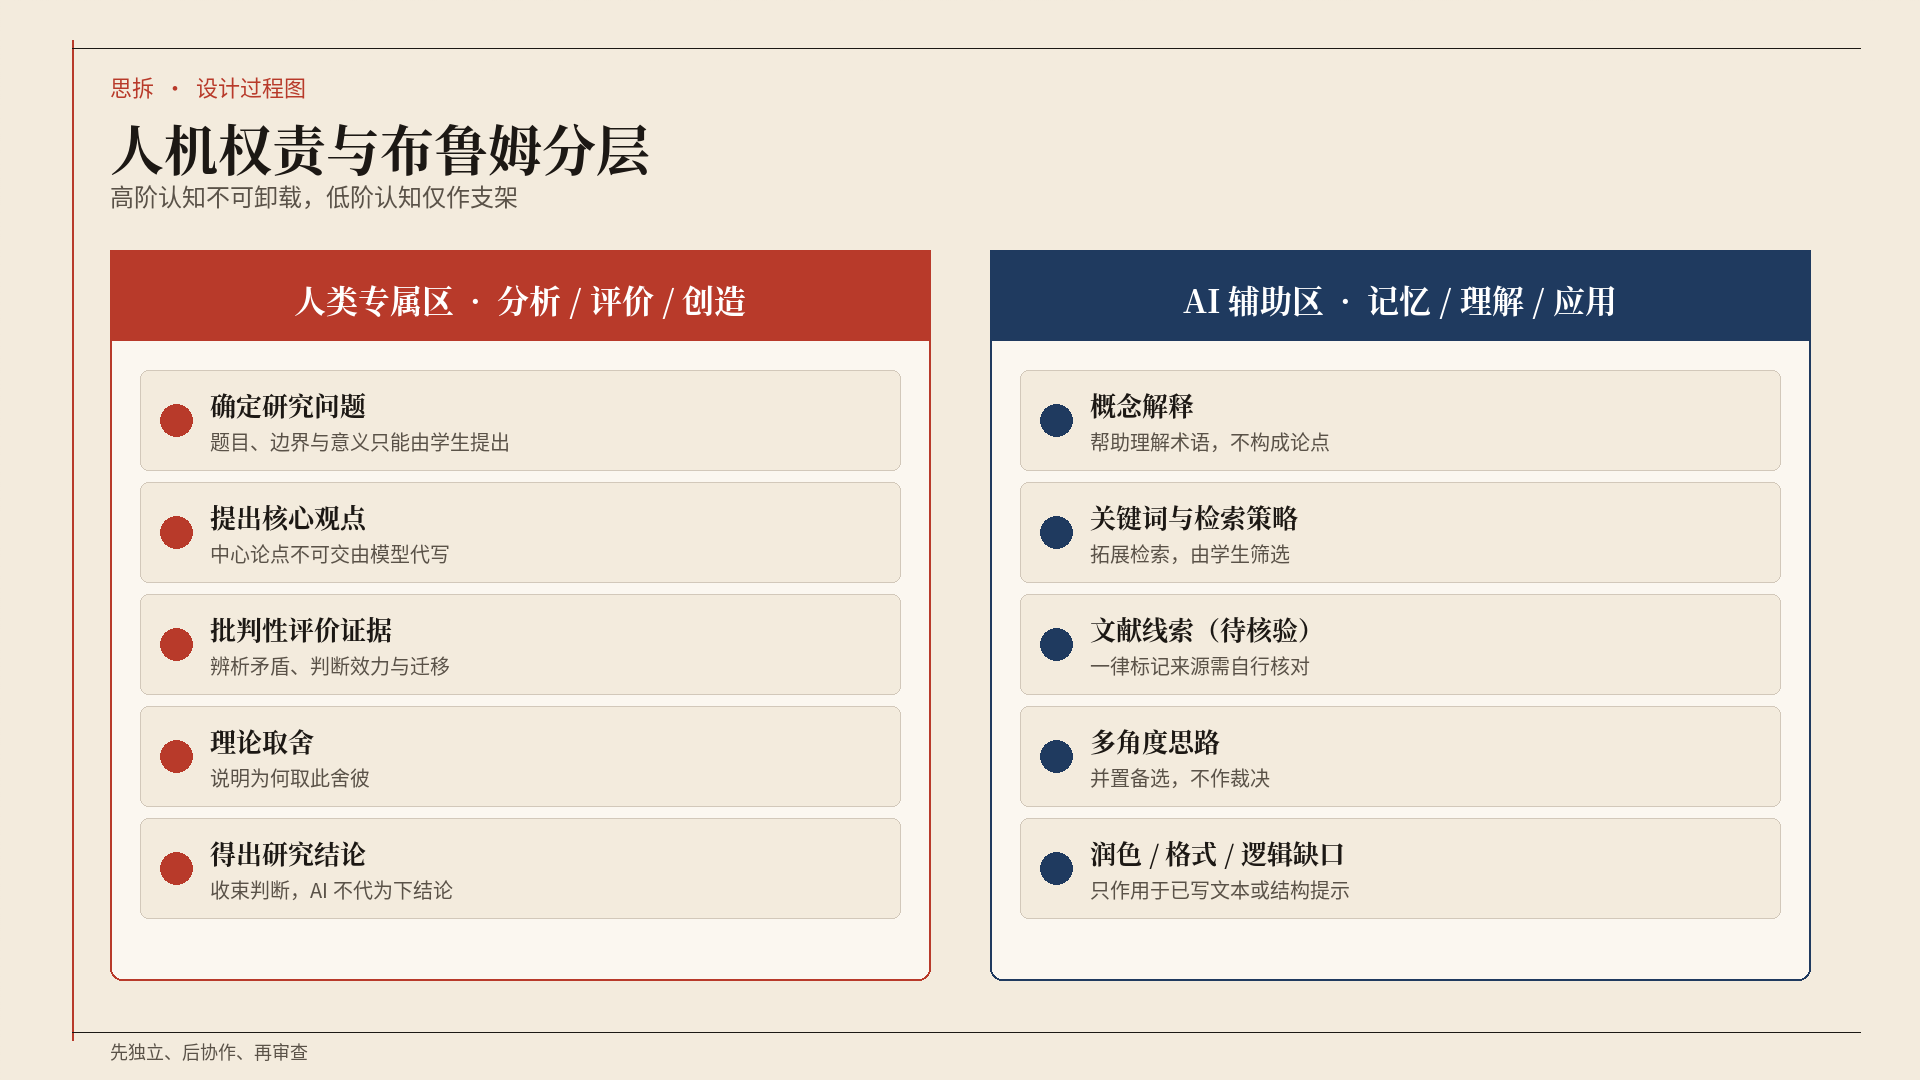 思拆 · 设计过程图
人机权责与布鲁姆分层
高阶认知不可卸载，低阶认知仅作支架
人类专属区 · 分析 / 评价 / 创造
确定研究问题
题目、边界与意义只能由学生提出
提出核心观点
中心论点不可交由模型代写
批判性评价证据
辨析矛盾、判断效力与迁移
理论取舍
说明为何取此舍彼
得出研究结论
收束判断，AI 不代为下结论
AI 辅助区 · 记忆 / 理解 / 应用
概念解释
帮助理解术语，不构成论点
关键词与检索策略
拓展检索，由学生筛选
文献线索（待核验）
一律标记来源需自行核对
多角度思路
并置备选，不作裁决
润色 / 格式 / 逻辑缺口
只作用于已写文本或结构提示
先独立、后协作、再审查